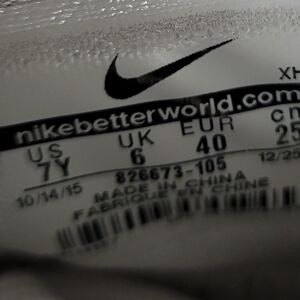 XH
nikebetterworld.com
US UK EUR cm
7Y 6 40 25
10/14/15 826673-105 12/25
MADE IN CHINA
FABRIQUE EN CHINE